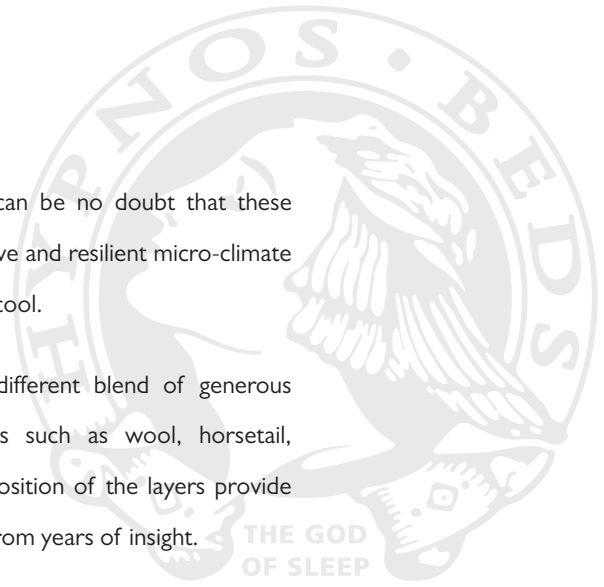 HYPNOS • BEDS
can be no doubt that these
ve and resilient micro-climate
cool.
different blend of generous
s such as wool, horsetail,
osition of the layers provide
rom years of insight.
THE GOD
OF SLEEP